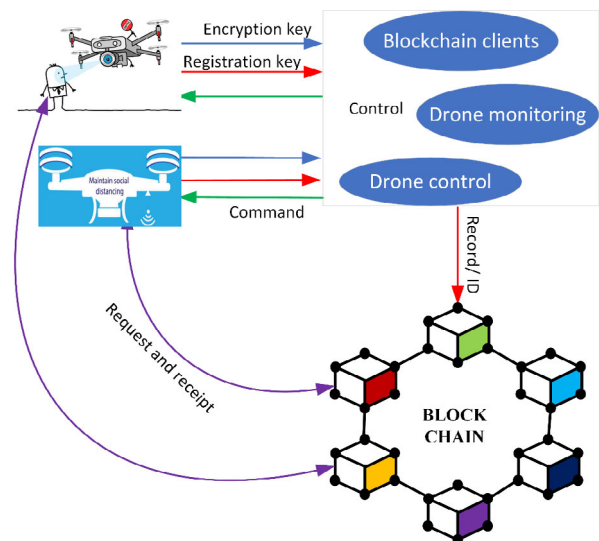 Encryption key
Blockchain clients
Registration key
Control
Drone monitoring
Maintain social
distancing
Drone control
Command
Record/ ID
Request and receipt
BLOCK
CHAIN